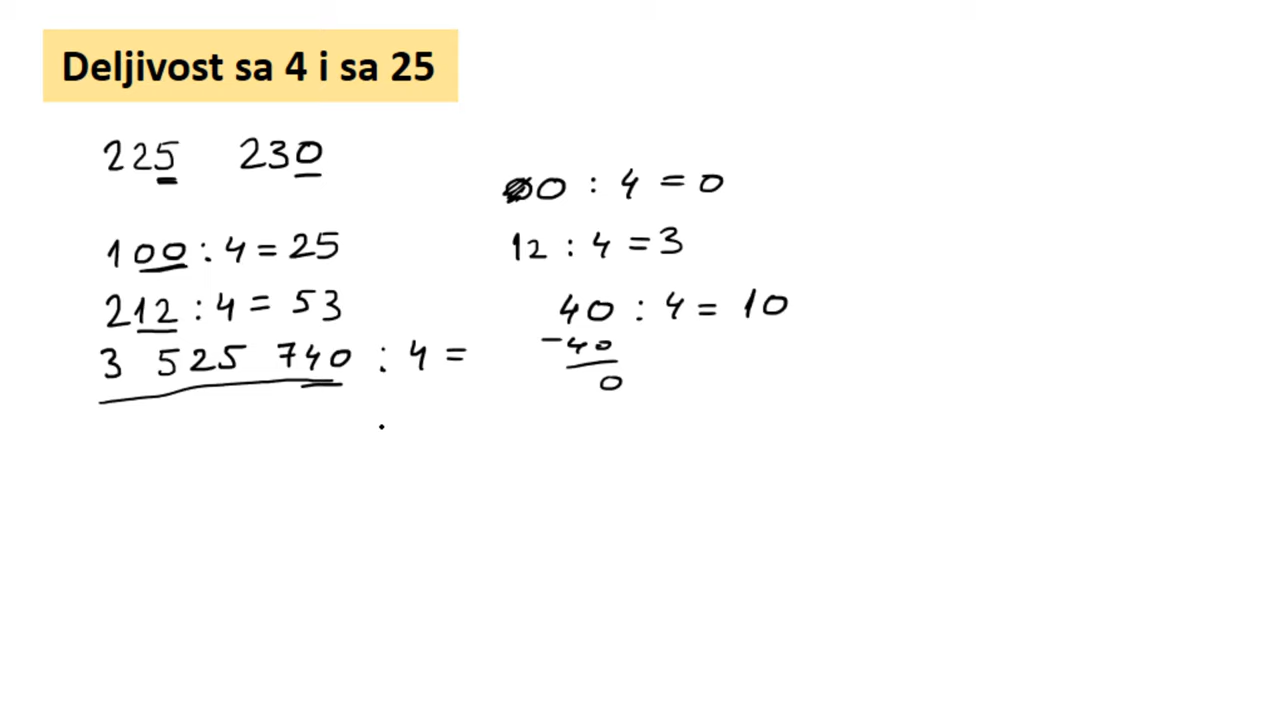 Deljivost sa 4 i sa 25
225 230
100 : 4 = 25
212 : 4 = 53
3 525 740 : 4 =
0 : 4 = 0
12 : 4 = 3
40 : 4 = 10
-40
0